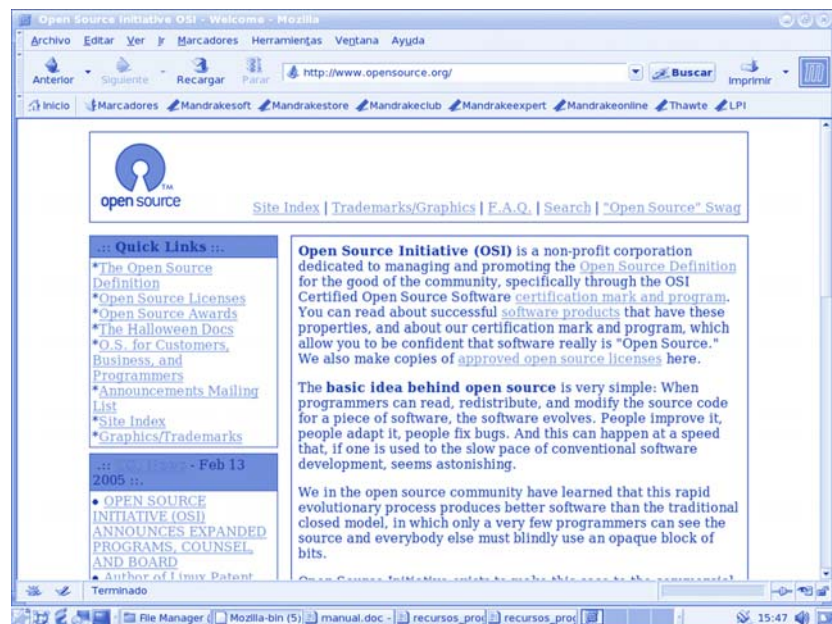 Open Source Initiative OSI - Welcome - Mozilla
Archivo Editar Ver Ir Marcadores Herramientas Ventana Ayuda
Anterior Siguiente Recargar Parar http://www.opensource.org/ Buscar Imprimir
Inicio Marcadores Mandrakesoft Mandrakestore Mandrakeclub Mandrakeexpert Mandrakeonline Thawte LPI
open source TM
Site Index | Trademarks/Graphics | F.A.Q. | Search | "Open Source" Swag
.:: Quick Links ::.
*The Open Source
Definition
*Open Source Licenses
*Open Source Awards
*The Halloween Docs
*O.S. for Customers,
Business, and
Programmers
*Announcements Mailing
List
*Site Index
*Graphics/Trademarks
.:: - Feb 13
2005 ::.
• OPEN SOURCE
INITIATIVE (OSI)
ANNOUNCES EXPANDED
PROGRAMS, COUNSEL,
AND BOARD
• Author of Linux Patent
Open Source Initiative (OSI) is a non-profit corporation
dedicated to managing and promoting the Open Source Definition
for the good of the community, specifically through the OSI
Certified Open Source Software certification mark and program.
You can read about successful software products that have these
properties, and about our certification mark and program, which
allow you to be confident that software really is "Open Source."
We also make copies of approved open source licenses here.
The basic idea behind open source is very simple: When
programmers can read, redistribute, and modify the source code
for a piece of software, the software evolves. People improve it,
people adapt it, people fix bugs. And this can happen at a speed
that, if one is used to the slow pace of conventional software
development, seems astonishing.
We in the open source community have learned that this rapid
evolutionary process produces better software than the traditional
closed model, in which only a very few programmers can see the
source and everybody else must blindly use an opaque block of
bits.
Open Source Initiative exists to make this case to the commercial
Terminado
File Manager ( Mozilla-bin (5) manual.doc - recursos_pro recursos_pro 15:47